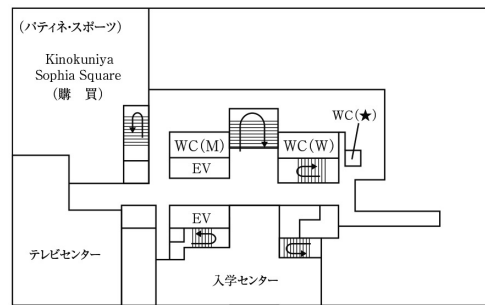 (パティネ・スポーツ)
Kinokuniya
Sophia Square
(購 買)
WC(★)
WC(M)
WC(W)
EV
EV
テレビセンター
入学センター